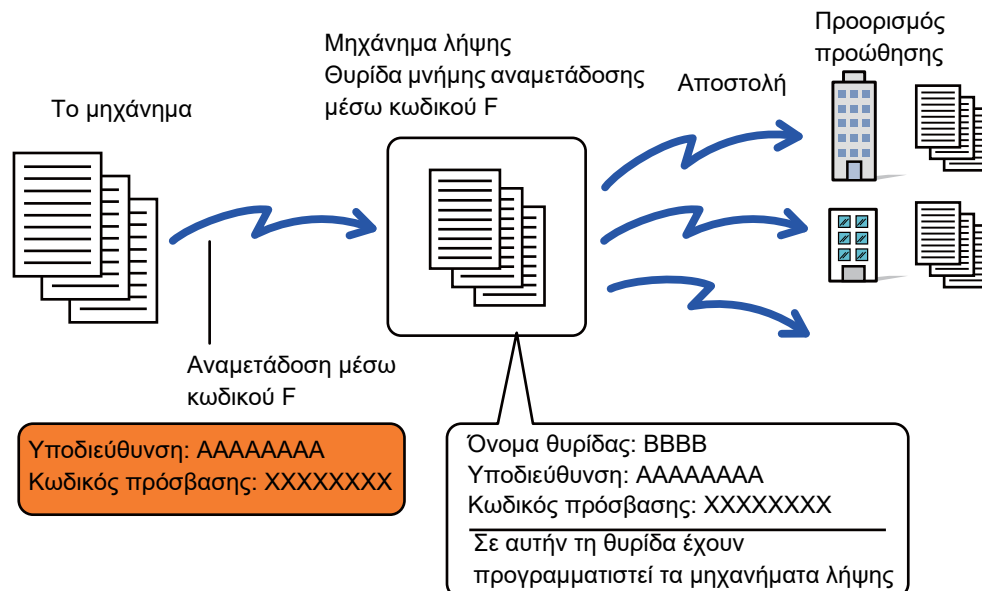 Το μηχάνημα
Μηχάνημα λήψης
Θυρίδα μνήμης αναμετάδοσης
μέσω κωδικού F
Αποστολή
Προορισμός
προώθησης
Αναμετάδοση μέσω
κωδικού F
Υποδιεύθυνση: AAAAAAAA
Κωδικός πρόσβασης: XXXXXXXX
Όνομα θυρίδας: BBBB
Υποδιεύθυνση: AAAAAAAA
Κωδικός πρόσβασης: XXXXXXXX
Σε αυτήν τη θυρίδα έχουν
προγραμματιστεί τα μηχανήματα λήψης